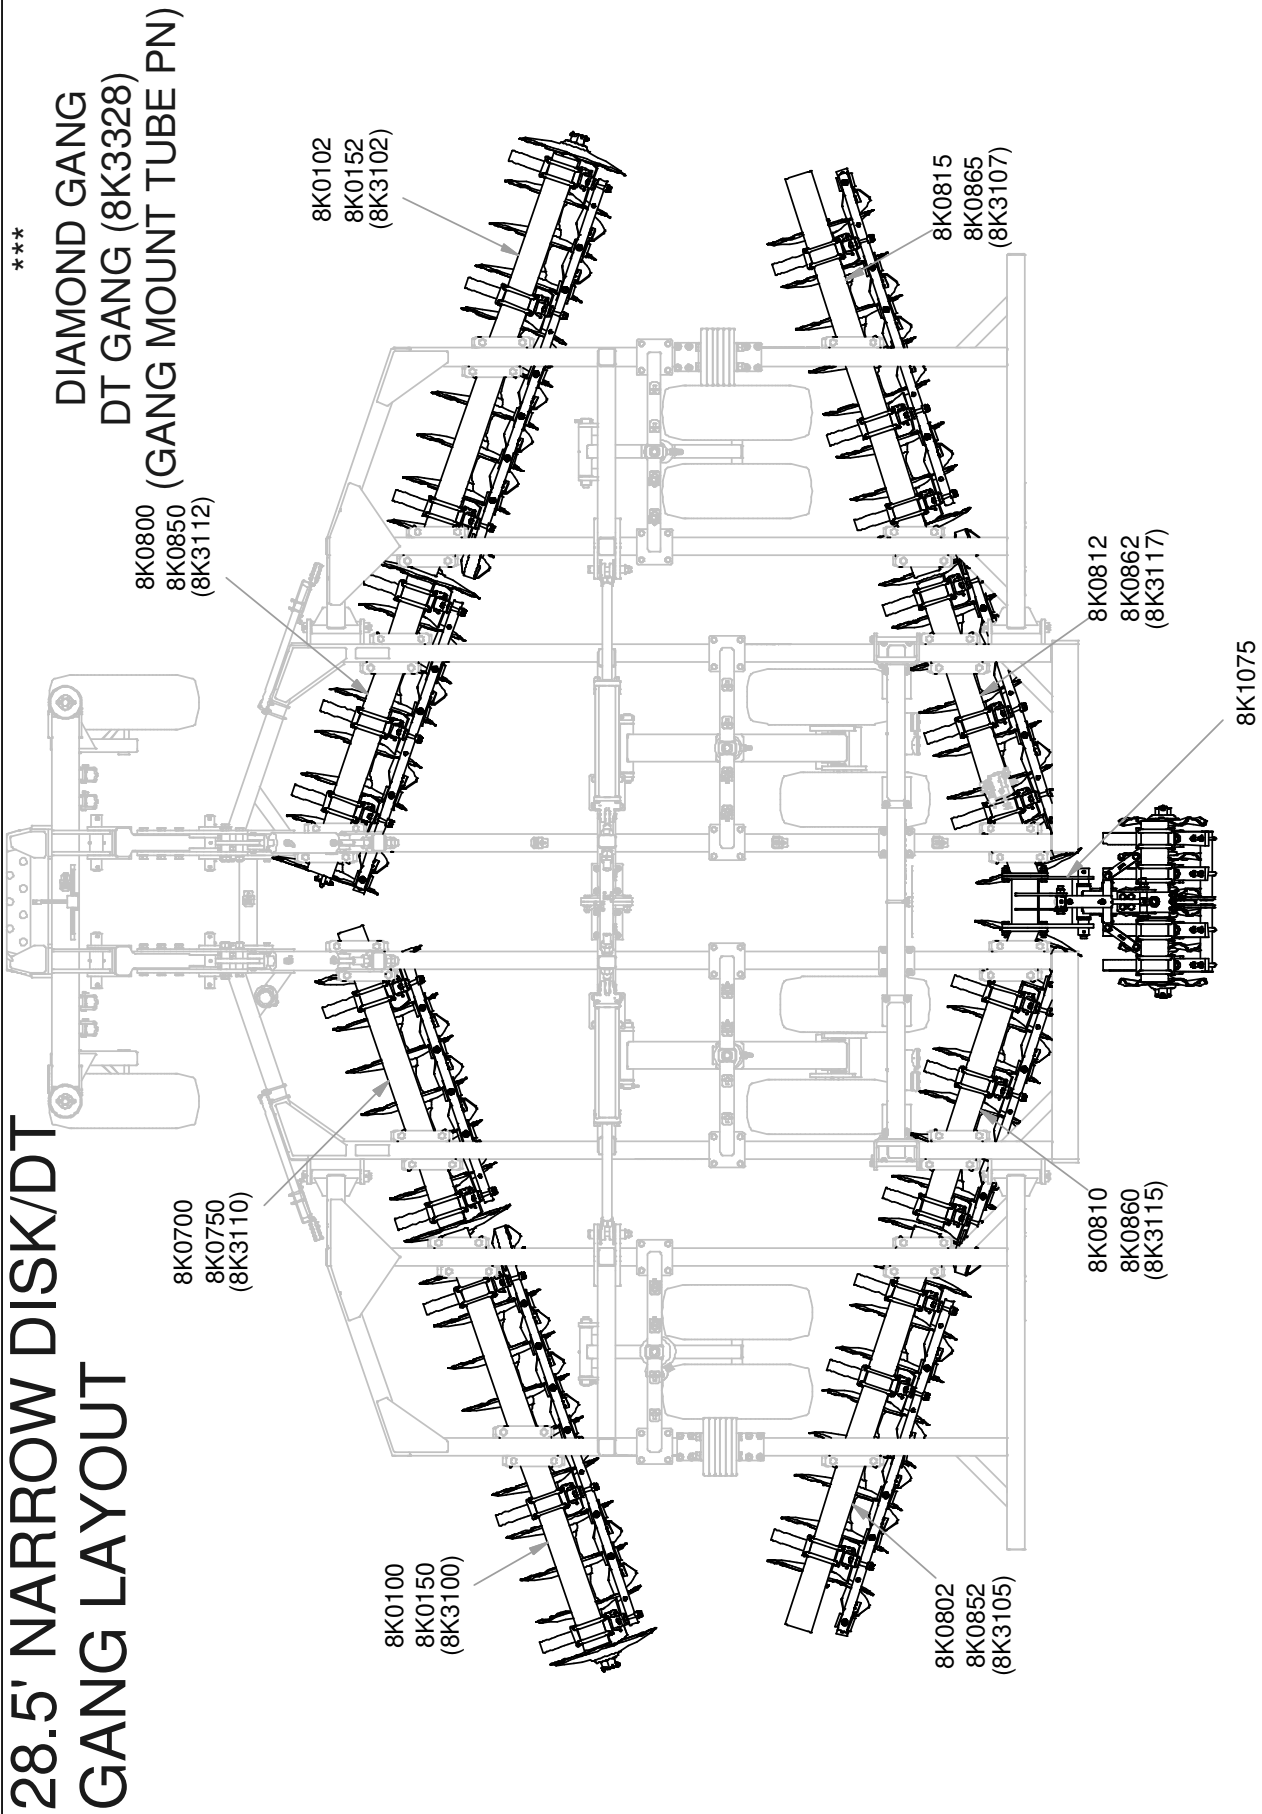 28.5' NARROW DISK/DT
GANG LAYOUT
***
DIAMOND GANG
DT GANG (8K3328)
(GANG MOUNT TUBE PN)
8K0800
8K0850
(8K3112)
8K0700
8K0750
(8K3110)
8K0102
8K0152
(8K3102)
8K0100
8K0150
(8K3100)
8K0815
8K0865
(8K3107)
8K0802
8K0852
(8K3105)
8K0812
8K0862
(8K3117)
8K0810
8K0860
(8K3115)
8K1075